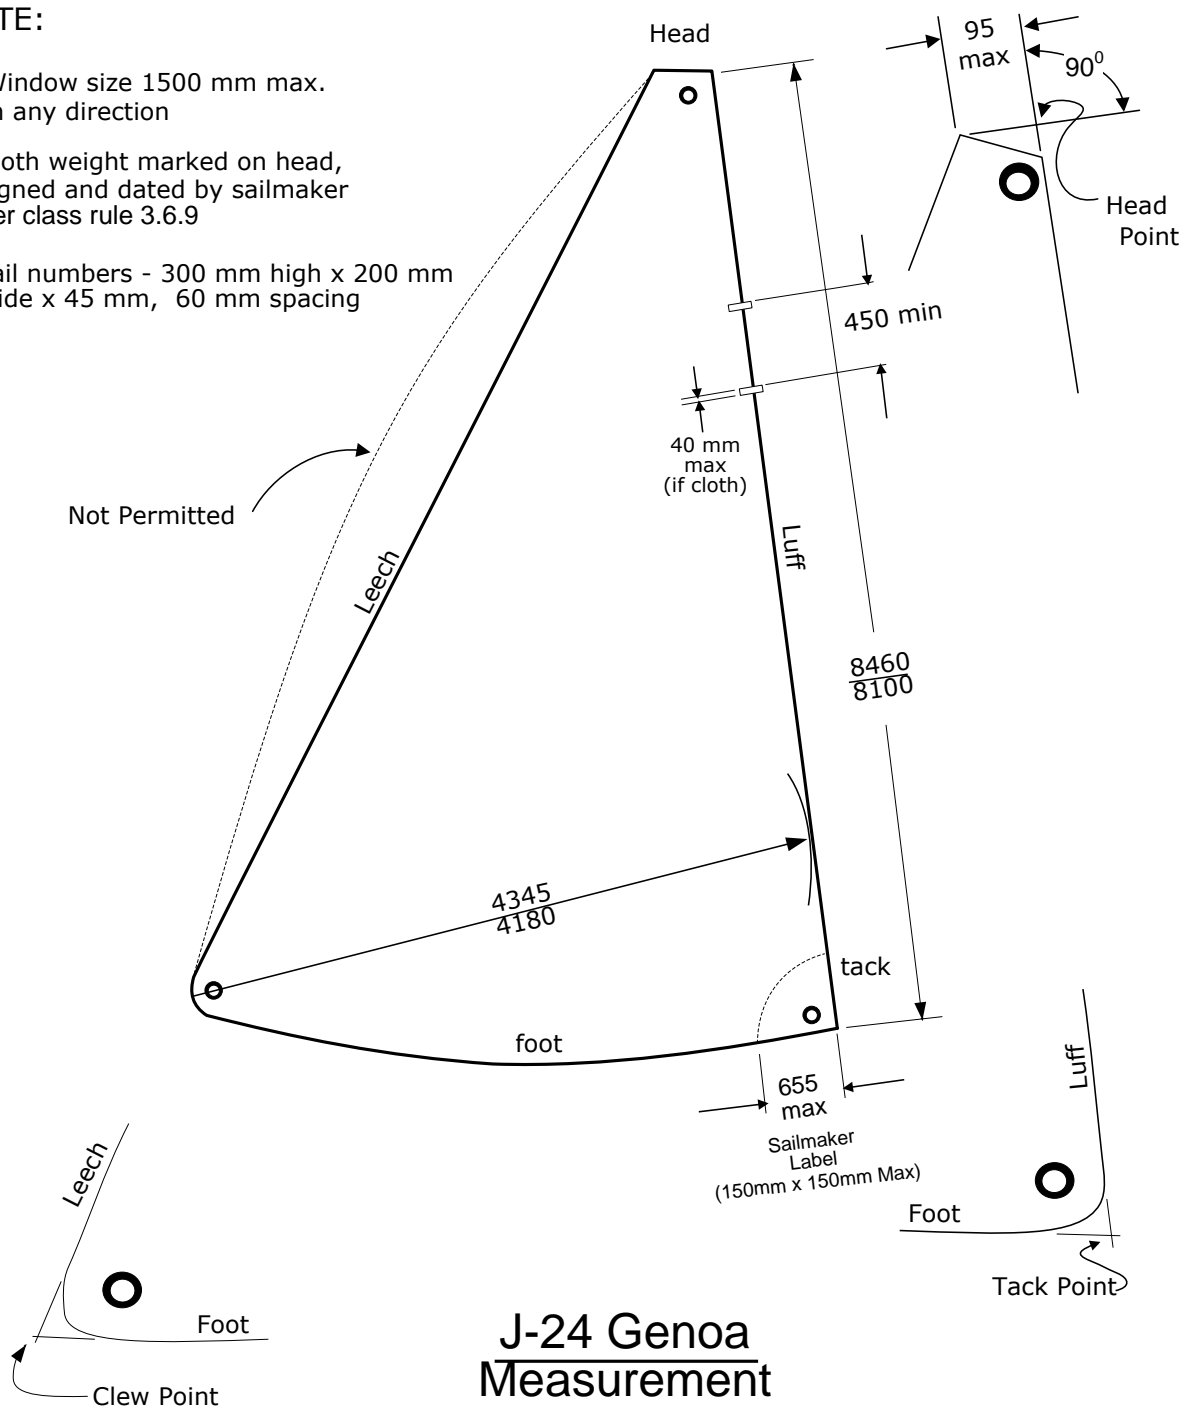 TE:
Window size 1500 mm max.
n any direction
oth weight marked on head,
gned and dated by sailmaker
er class rule 3.6.9
ail numbers - 300 mm high x 200 mm
ide x 45 mm, 60 mm spacing
Head
95
max
90⁰
Head
Point
450 min
40 mm
max
(if cloth)
Not Permitted
Leech
Luff
8460
8100
4345
4180
tack
foot
655
max
Sailmaker
Label
(150mm x 150mm Max)
Luff
Foot
Tack Point
Leech
Foot
Clew Point
J-24 Genoa
Measurement